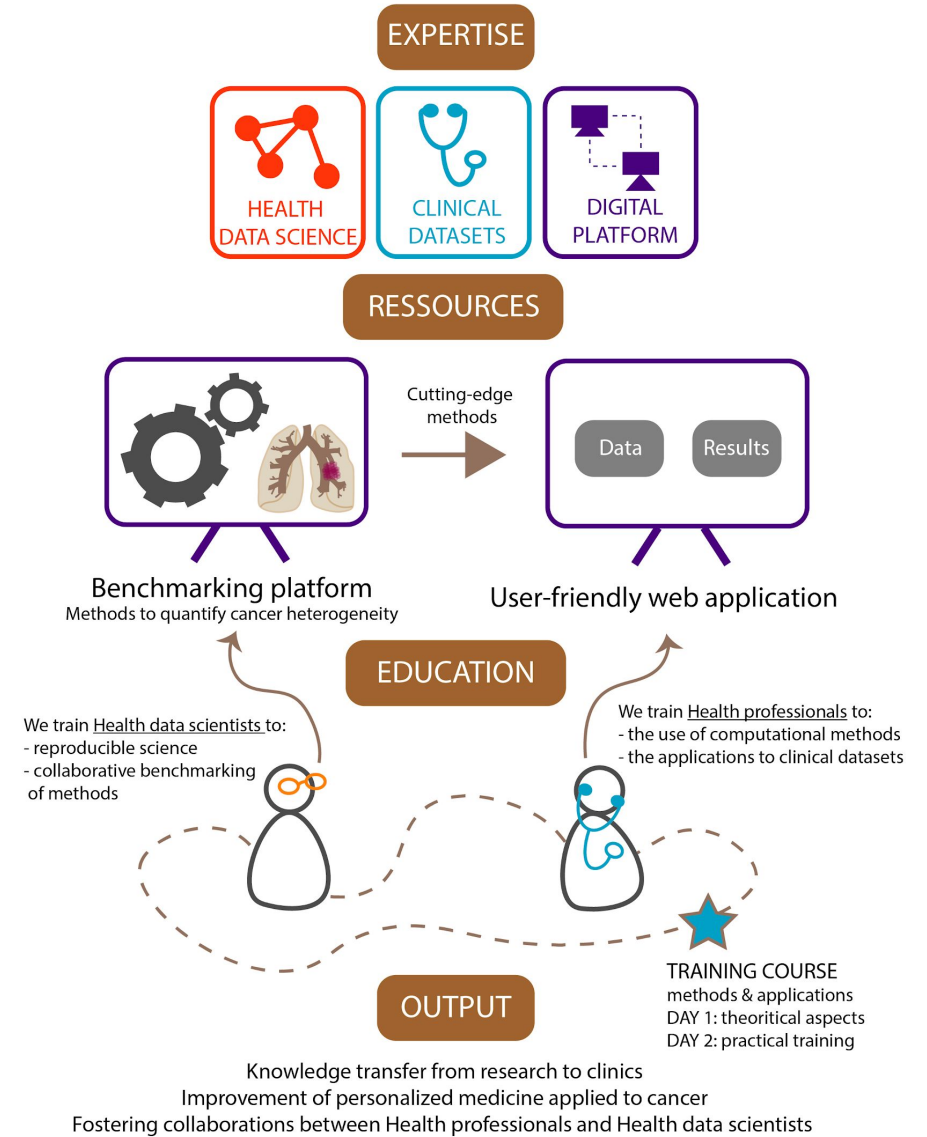 EXPERTISE
HEALTH
DATA SCIENCE
CLINICAL
DATASETS
DIGITAL
PLATFORM
RESSOURCES
Cutting-edge
methods
Data
Results
Benchmarking platform
Methods to quantify cancer heterogeneity
User-friendly web application
EDUCATION
We train Health data scientists to:
- reproducible science
- collaborative benchmarking
of methods
We train Health professionals to:
- the use of computational methods
- the applications to clinical datasets
TRAINING COURSE
methods & applications
DAY 1: theoritical aspects
DAY 2: practical training
OUTPUT
Knowledge transfer from research to clinics
Improvement of personalized medicine applied to cancer
Fostering collaborations between Health professionals and Health data scientists